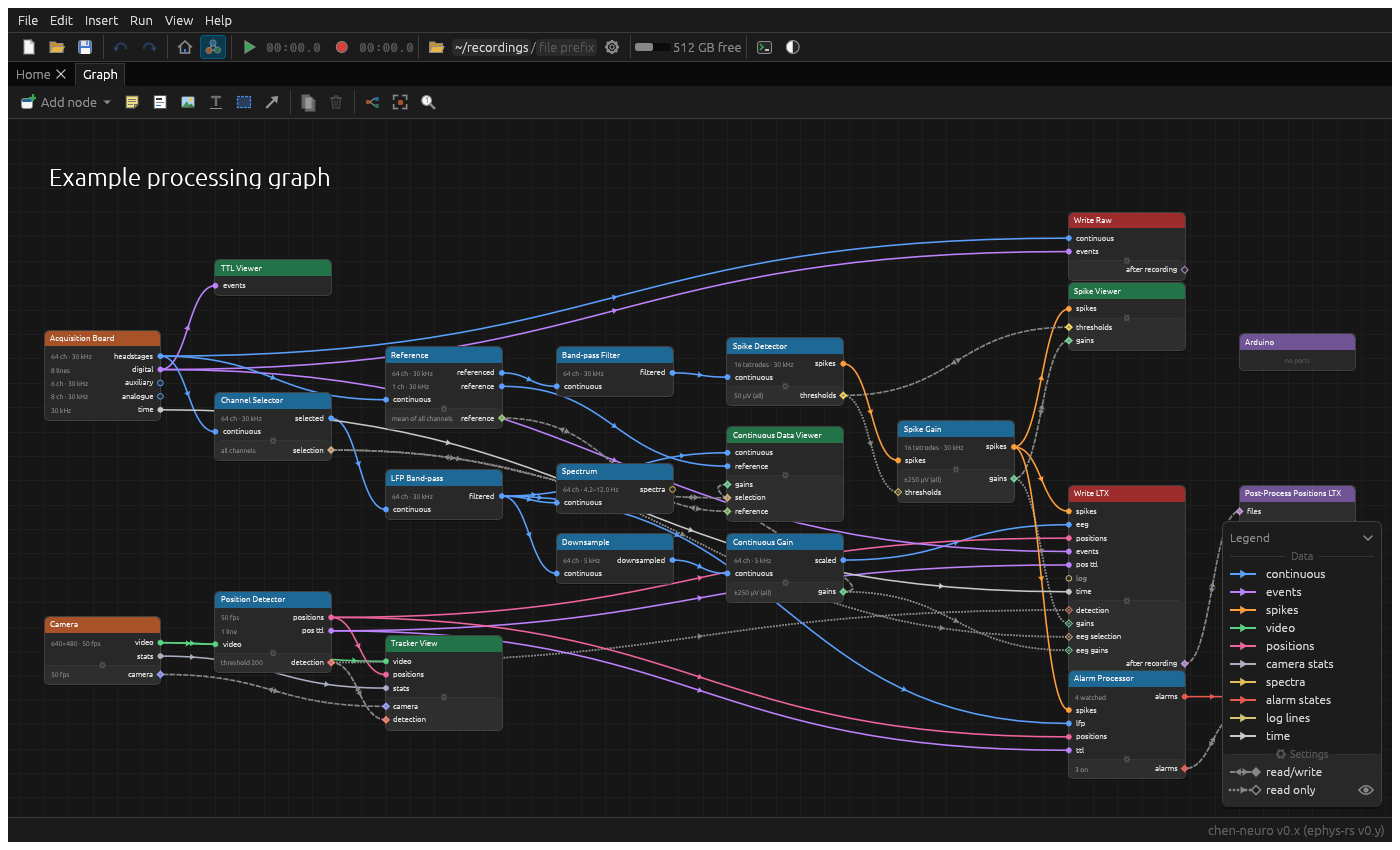 File Edit Insert Run View Help
00:00.0 00:00.0 ~/recordings/file prefix 512 GB free
Home Graph
Add node
Example processing graph
Write Raw
continuous
events
after recording
TTL Viewer
events
Spike Viewer
spikes
thresholds
gains
Acquisition Board
64 ch · 30 kHz headstages
8 lines digital
6 ch · 30 kHz auxiliary
8 ch · 30 kHz analogue
30 kHz time
Reference
64 ch · 30 kHz referenced
1 ch · 30 kHz reference
continuous
mean of all channels reference
Band-pass Filter
64 ch · 30 kHz filtered
continuous
Spike Detector
16 tetrodes · 30 kHz spikes
continuous
50 µV (all) thresholds
Arduino
no ports
Channel Selector
64 ch · 30 kHz selected
continuous
all channels selection
Continuous Data Viewer
continuous
reference
gains
selection
reference
Spike Gain
16 tetrodes · 30 kHz spikes
spikes
±250 µV (all) gains
thresholds
LFP Band-pass
64 ch · 30 kHz filtered
continuous
Spectrum
64 ch · 4.2–12.0 Hz spectra
continuous
Write LTX
spikes
eeg
positions
events
pos ttl
log
time
detection
gains
eeg selection
eeg gains
after recording
Post-Process Positions LTX
files
Downsample
64 ch · 5 kHz downsampled
continuous
Continuous Gain
64 ch · 5 kHz scaled
continuous
±250 µV (all) gains
Position Detector
50 fps positions
1 line pos ttl
video
threshold 200 detection
Camera
640×480 · 50 fps video
stats
50 fps camera
Tracker View
video
positions
stats
camera
detection
Alarm Processor
4 watched alarms
spikes
lfp
positions
ttl
3 on alarms
Legend
Data
continuous
events
spikes
video
positions
camera stats
spectra
alarm states
log lines
time
Settings
read/write
read only
chen-neuro v0.x (ephys-rs v0.y)